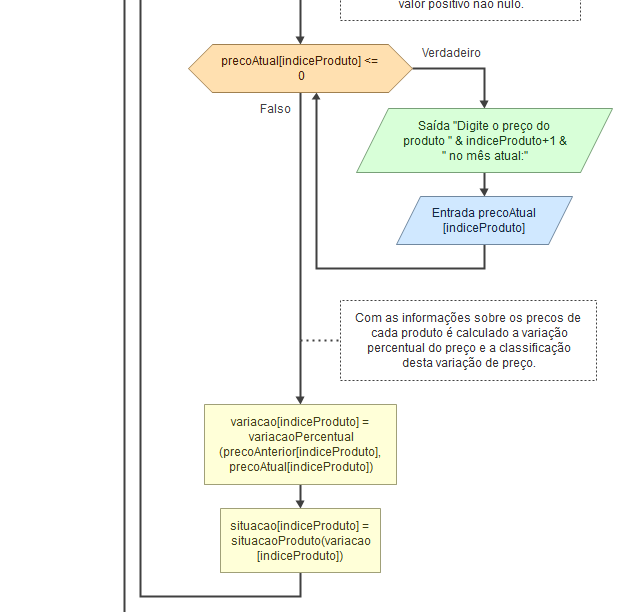 valor positivo não nulo.
precoAtual[indiceProduto] <=
0
Verdadeiro
Falso
Saída "Digite o preço do
produto " & indiceProduto+1 &
" no mês atual:"
Entrada precoAtual
[indiceProduto]
Com as informações sobre os precos de
cada produto é calculado a variação
percentual do preço e a classificação
desta variação de preço.
variacao[indiceProduto] =
variacaoPercentual
(precoAnterior[indiceProduto],
precoAtual[indiceProduto])
situacao[indiceProduto] =
situacaoProduto(variacao
[indiceProduto])